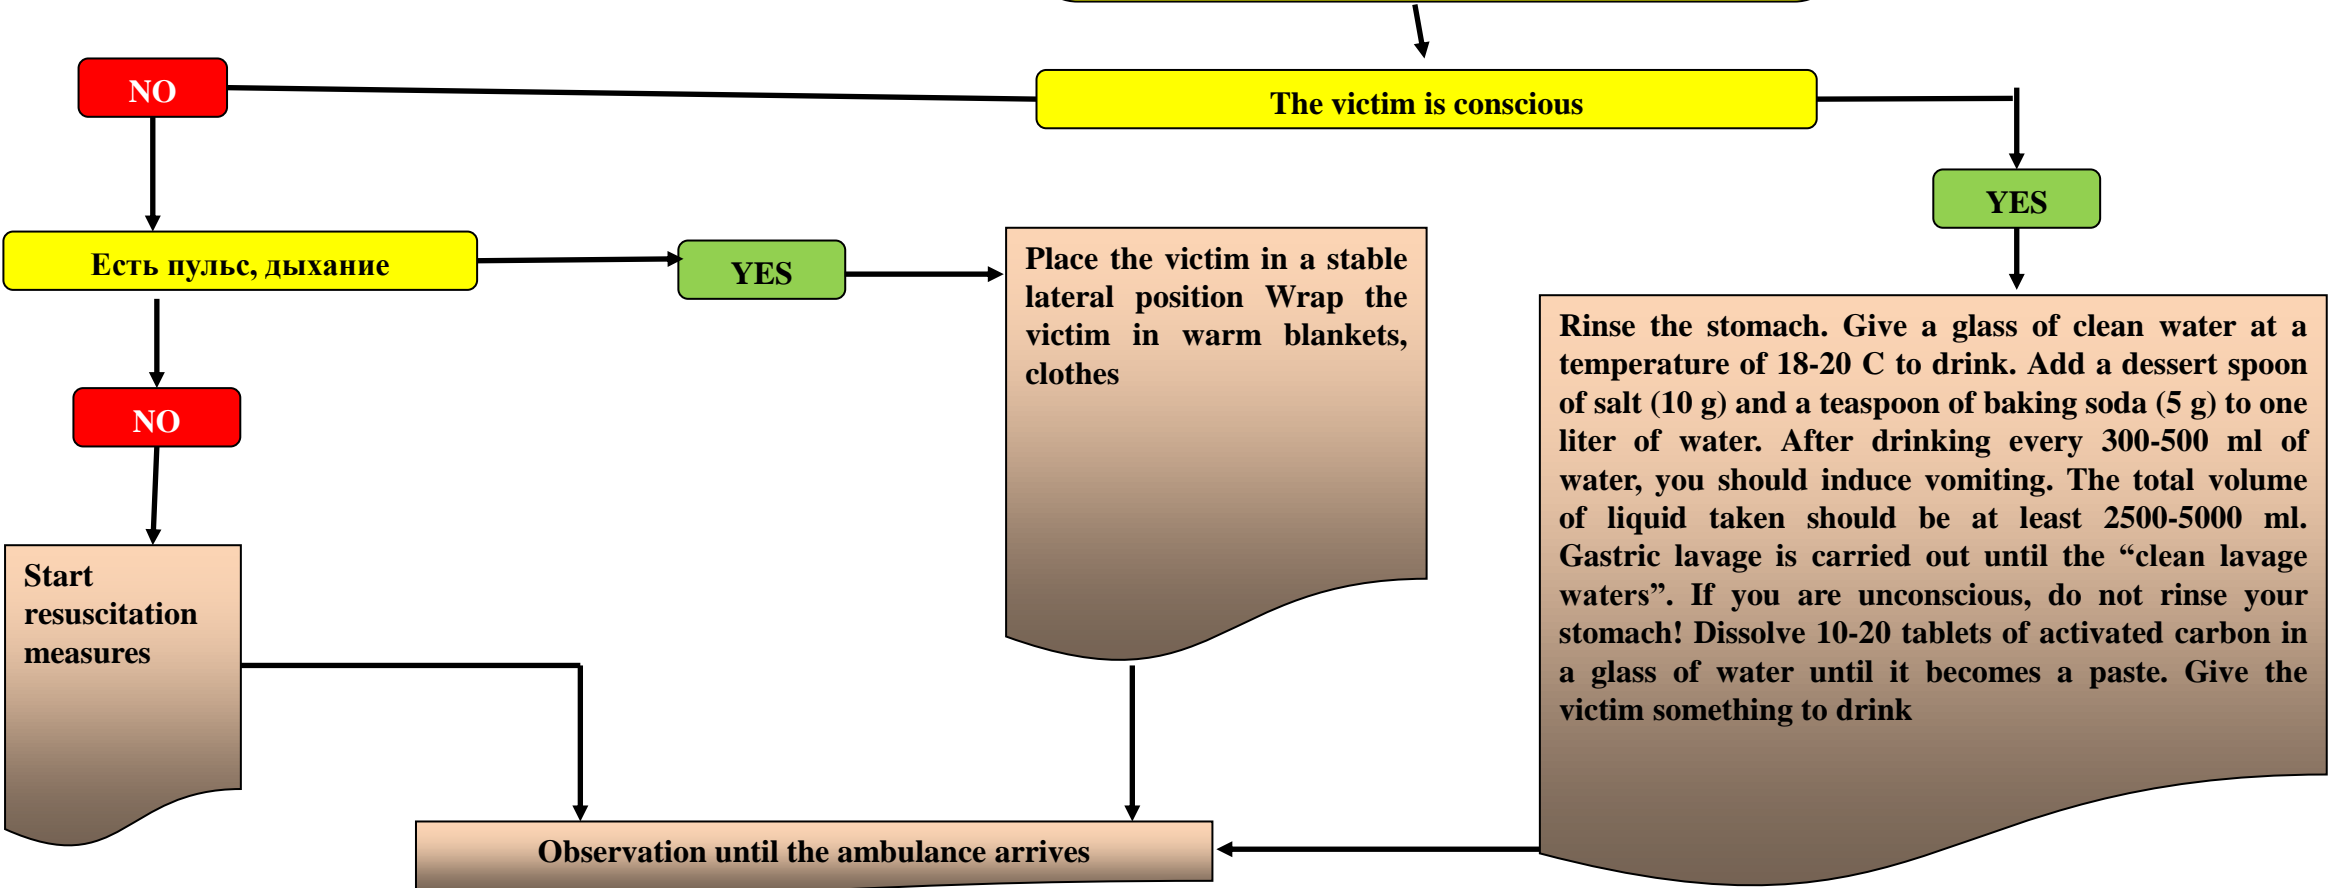 NO
The victim is conscious
YES
Есть пульс, дыхание
YES
Place the victim in a stable
lateral position Wrap the
victim in warm blankets,
clothes
Rinse the stomach. Give a glass of clean water at a
temperature of 18-20 C to drink. Add a dessert spoon
of salt (10 g) and a teaspoon of baking soda (5 g) to one
liter of water. After drinking every 300-500 ml of
water, you should induce vomiting. The total volume
of liquid taken should be at least 2500-5000 ml.
Gastric lavage is carried out until the “clean lavage
waters”. If you are unconscious, do not rinse your
stomach! Dissolve 10-20 tablets of activated carbon in
a glass of water until it becomes a paste. Give the
victim something to drink
NO
Start
resuscitation
measures
Observation until the ambulance arrives